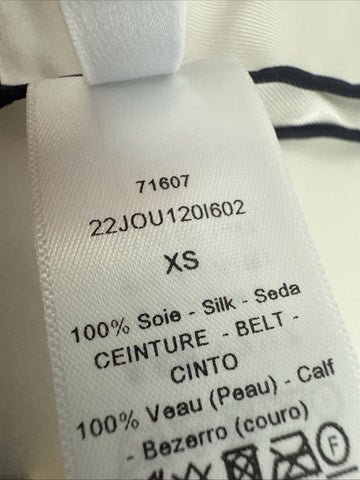 71607
22JOU120I602
XS
100% Soie - Silk - Seda
CEINTURE - BELT -
CINTO
100% Veau (Peau) - Calf
- Bezerro (couro)
F